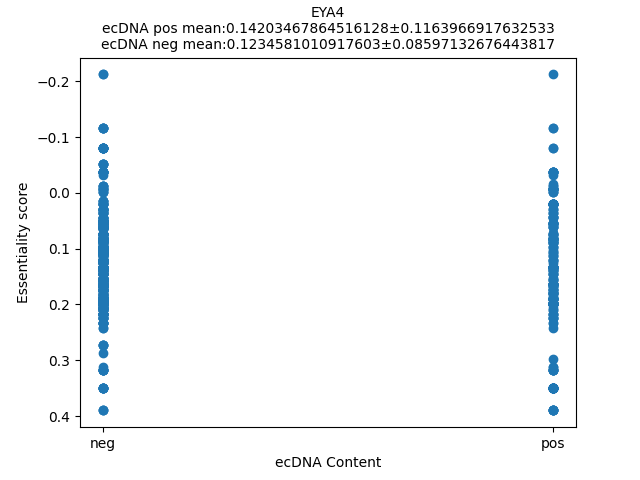 EYA4
ecDNA pos mean:0.14203467864516128±0.1163966917632533
ecDNA neg mean:0.1234581010917603±0.08597132676443817
−0.2
−0.1
0.0
0.1
0.2
0.3
0.4
Essentiality score
neg
pos
ecDNA Content